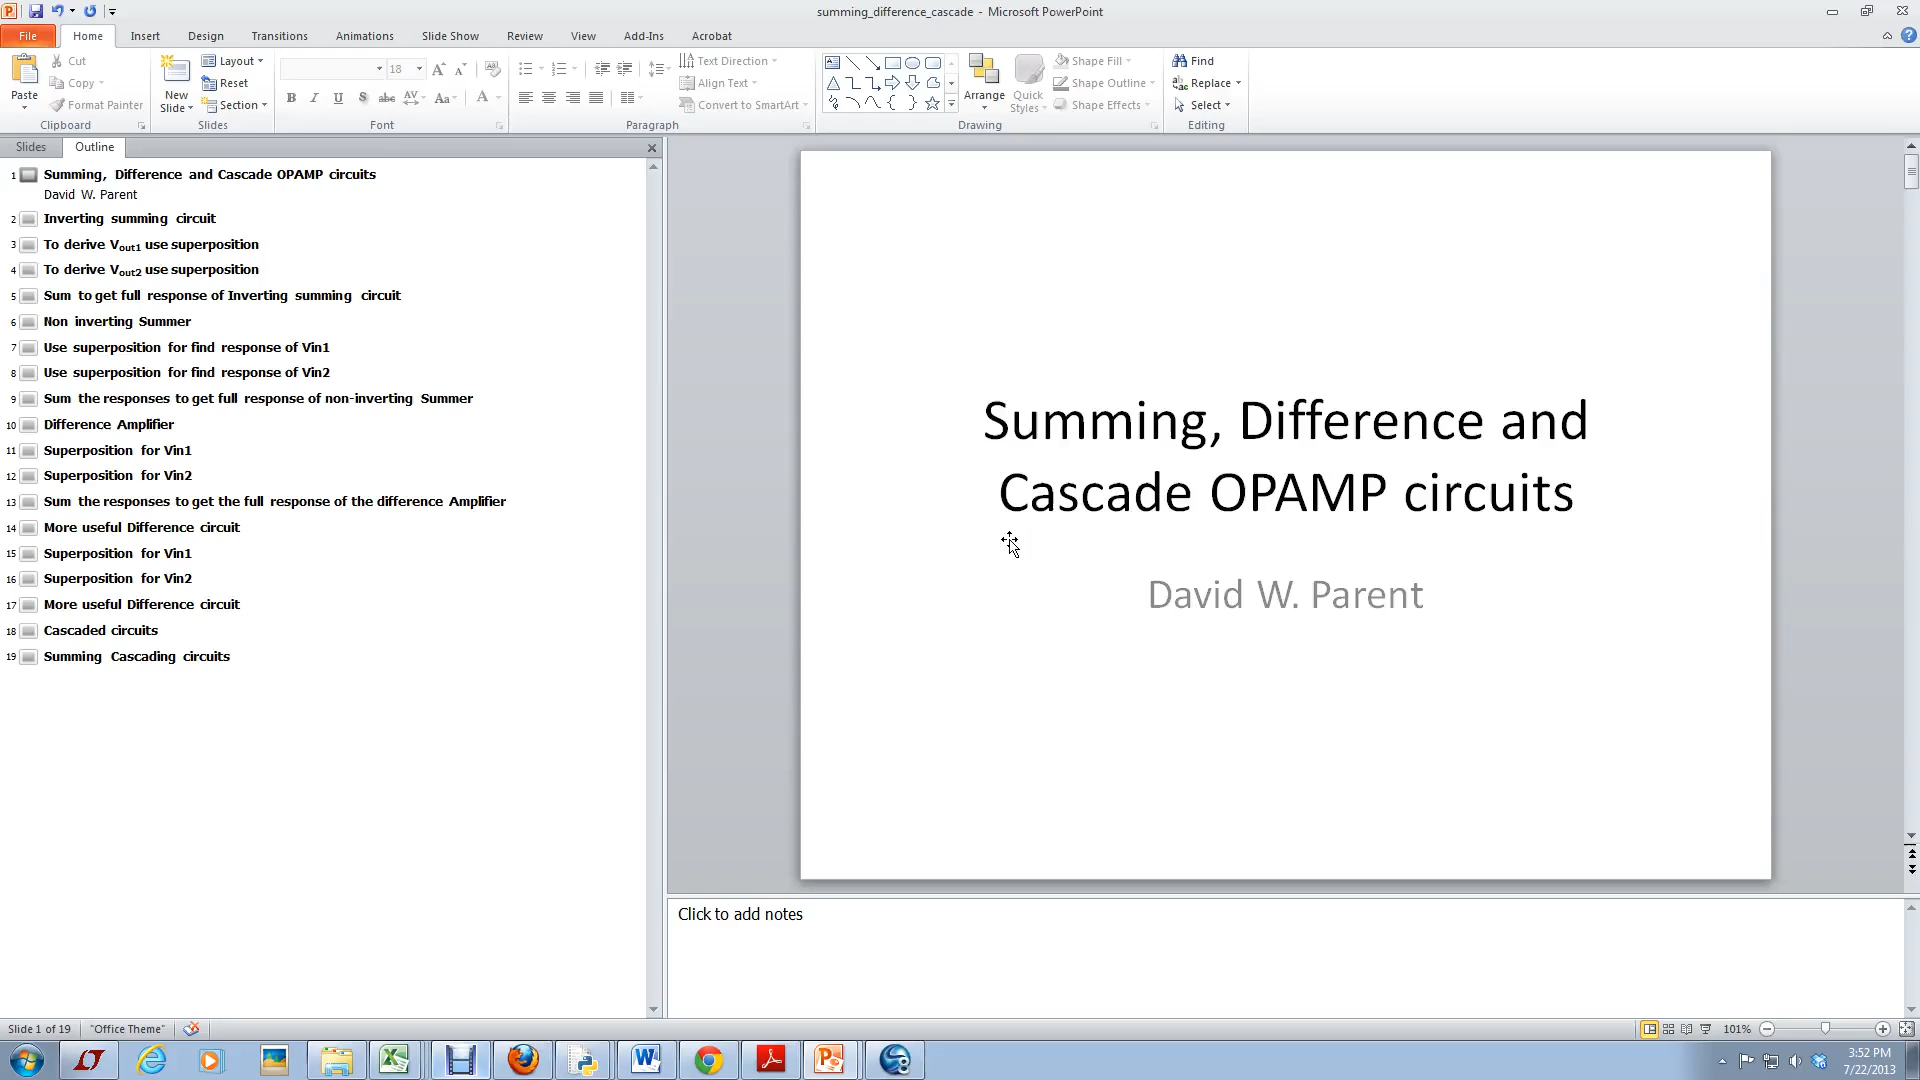 summing_difference_cascade - Microsoft PowerPoint
File Home Insert Design Transitions Animations Slide Show Review View Add-Ins Acrobat
Paste
Cut
Copy
Format Painter
Clipboard
New
Slide
Layout
Reset
Section
Slides
18
Font
Text Direction
Align Text
Convert to SmartArt
Paragraph
Arrange
Quick
Styles
Shape Fill
Shape Outline
Shape Effects
Drawing
Find
Replace
Select
Editing
Slides Outline
1 Summing, Difference and Cascade OPAMP circuits
David W. Parent
2 Inverting summing circuit
3 To derive Vout1 use superposition
4 To derive Vout2 use superposition
5 Sum to get full response of Inverting summing circuit
6 Non inverting Summer
7 Use superposition for find response of Vin1
8 Use superposition for find response of Vin2
9 Sum the responses to get full response of non-inverting Summer
10 Difference Amplifier
11 Superposition for Vin1
12 Superposition for Vin2
13 Sum the responses to get the full response of the difference Amplifier
14 More useful Difference circuit
15 Superposition for Vin1
16 Superposition for Vin2
17 More useful Difference circuit
18 Cascaded circuits
19 Summing Cascading circuits
Summing, Difference and
Cascade OPAMP circuits
David W. Parent
Click to add notes
Slide 1 of 19 "Office Theme" 101%
3:52 PM
7/22/2013